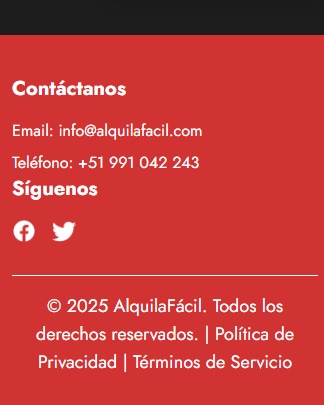 Contáctanos
Email: info@alquilafacil.com
Teléfono: +51 991 042 243
Síguenos
© 2025 AlquilaFácil. Todos los
derechos reservados. | Política de
Privacidad | Términos de Servicio